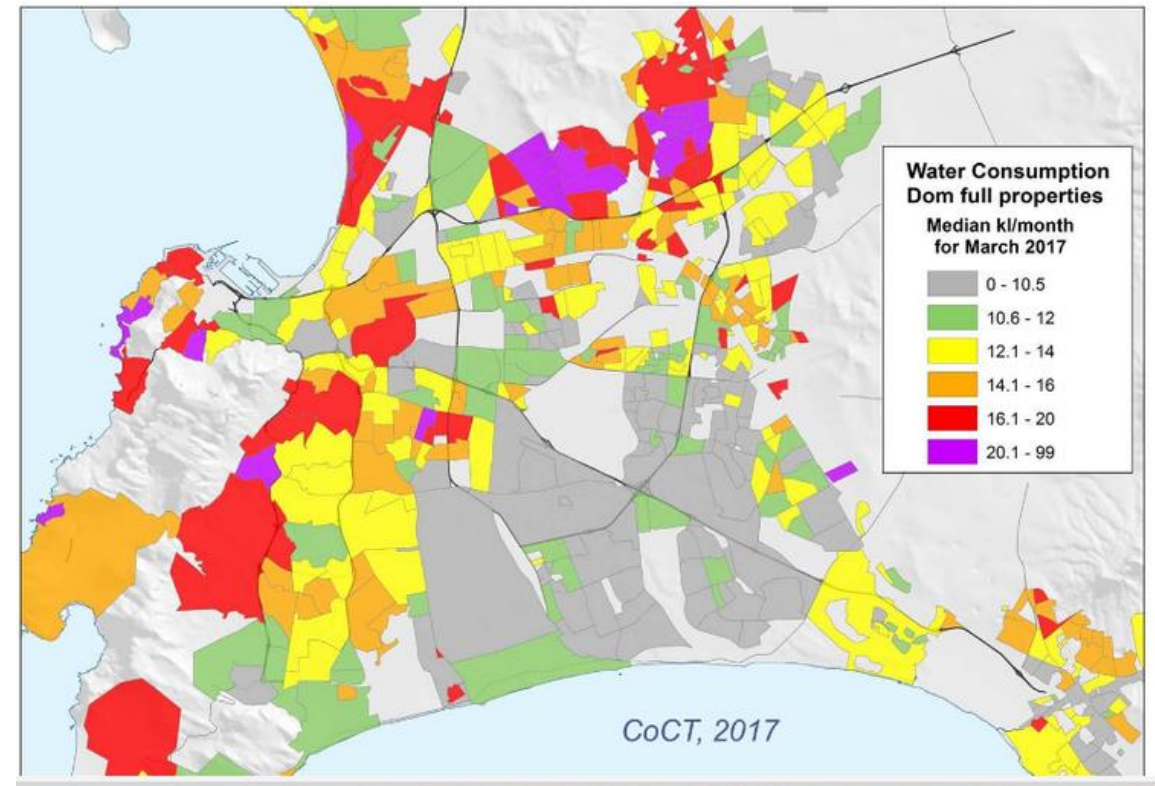 Water Consumption
Dom full properties
Median kl/month
for March 2017
0 - 10.5
10.6 - 12
12.1 - 14
14.1 - 16
16.1 - 20
20.1 - 99
CoCT, 2017